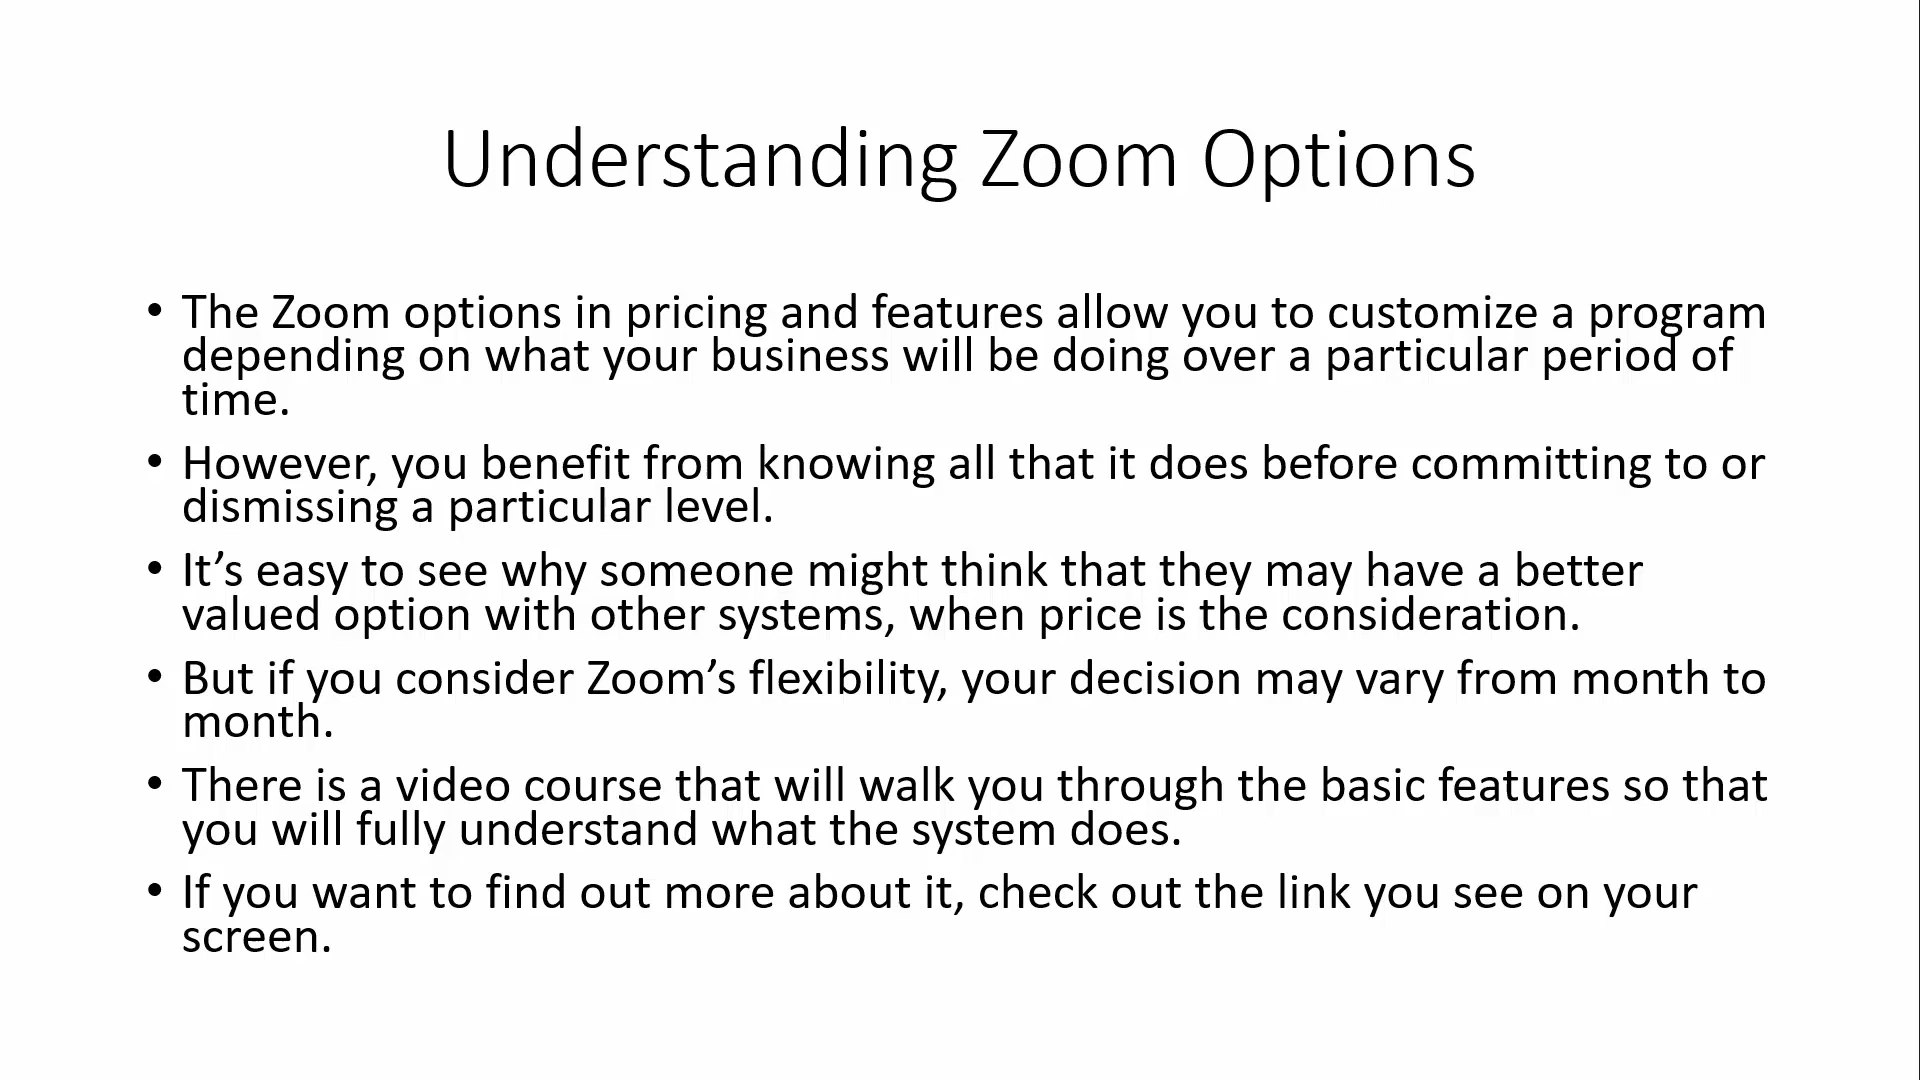 Understanding Zoom Options
• The Zoom options in pricing and features allow you to customize a program
depending on what your business will be doing over a particular period of
time.
• However, you benefit from knowing all that it does before committing to or
dismissing a particular level.
• It’s easy to see why someone might think that they may have a better
valued option with other systems, when price is the consideration.
• But if you consider Zoom’s flexibility, your decision may vary from month to
month.
• There is a video course that will walk you through the basic features so that
you will fully understand what the system does.
• If you want to find out more about it, check out the link you see on your
screen.